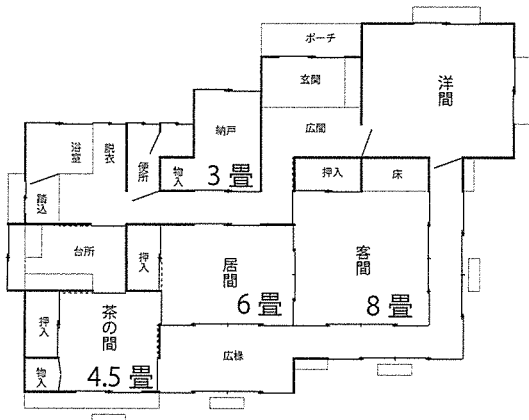 ポーチ
玄関
洋間
広間
納戸
3 畳
浴室
脱衣
便所
物入
押入
床
踏込
台所
押入
居間
6 畳
客間
8 畳
茶の間
4.5 畳
押入
物入
広椽